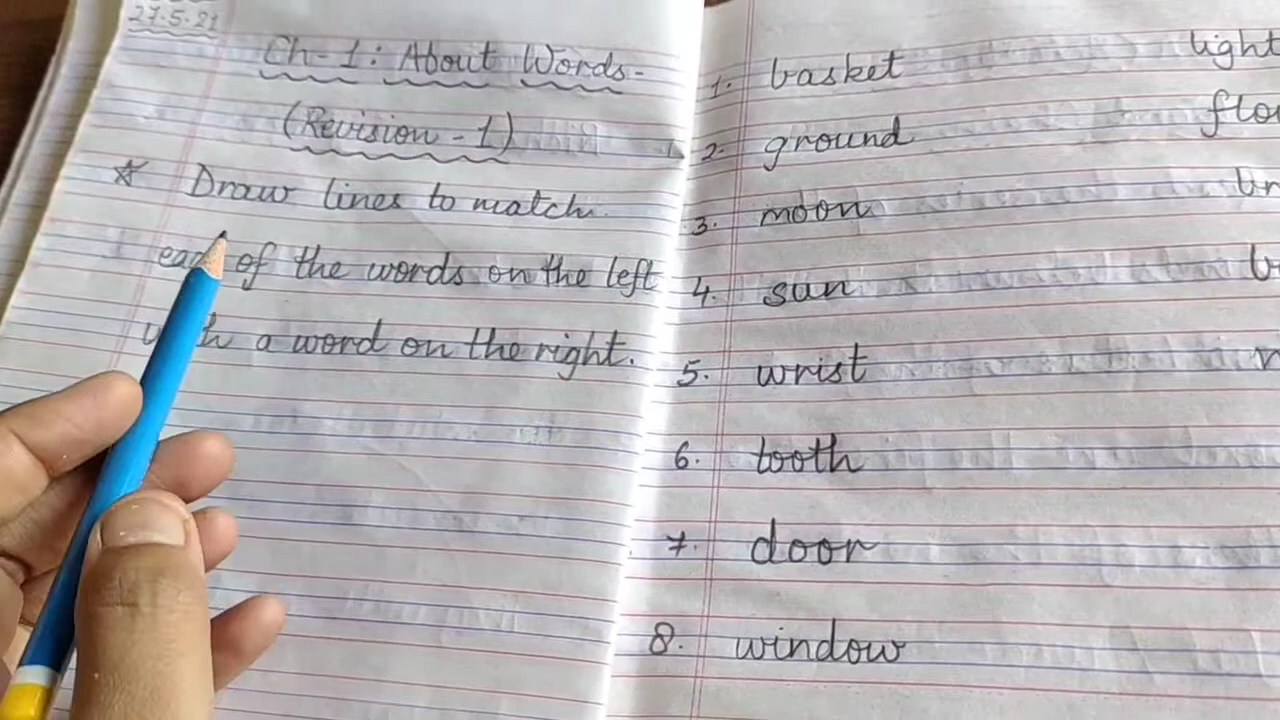 27.5.21
Ch-1: About Words-
(Revision - 1)
☆ Draw lines to match
of the words on the left
a word on the right.
1. basket light
2. ground
3. moon
4. sun
5. wrist
6. tooth
7. door
8. window